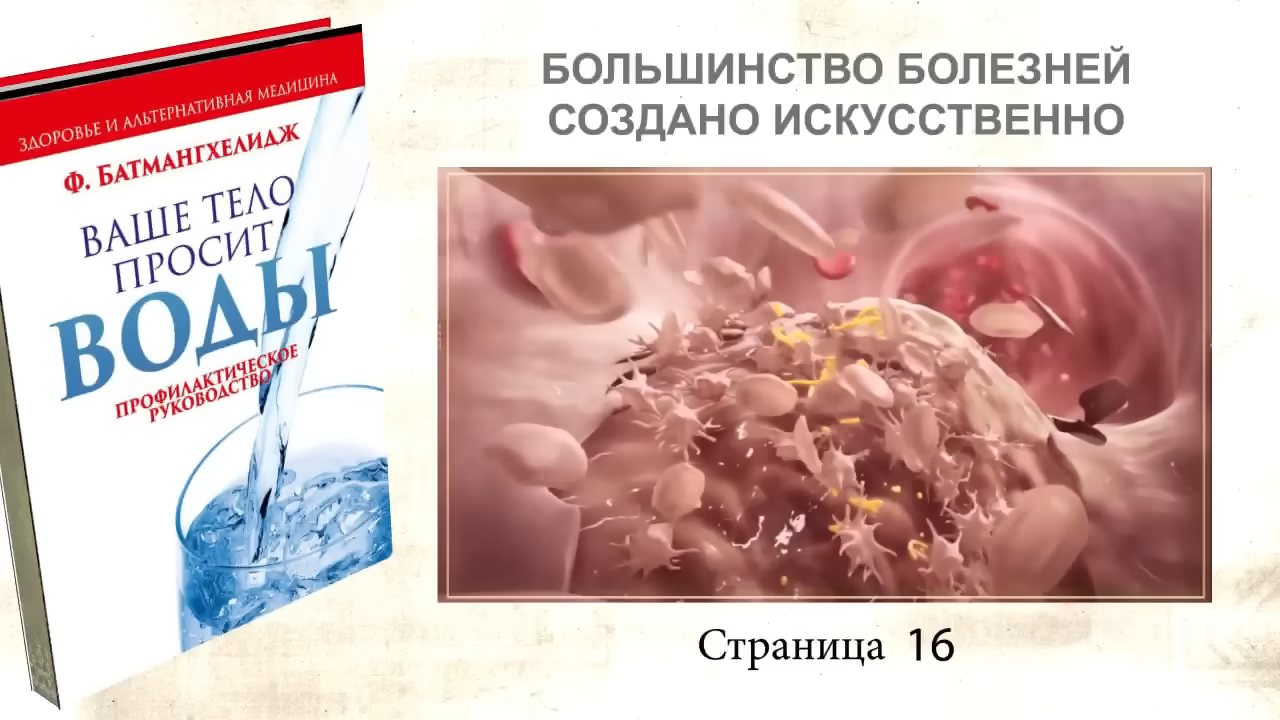 ЗДОРОВЬЕ И АЛЬТЕРНАТИВНАЯ МЕДИЦИНА
Ф. БАТМАНГХЕЛИДЖ
ВАШЕ ТЕЛО
ПРОСИТ
ВОДЫ
ПРОФИЛАКТИЧЕСКОЕ
РУКОВОДСТВО
БОЛЬШИНСТВО БОЛЕЗНЕЙ
СОЗДАНО ИСКУССТВЕННО
Страница 16